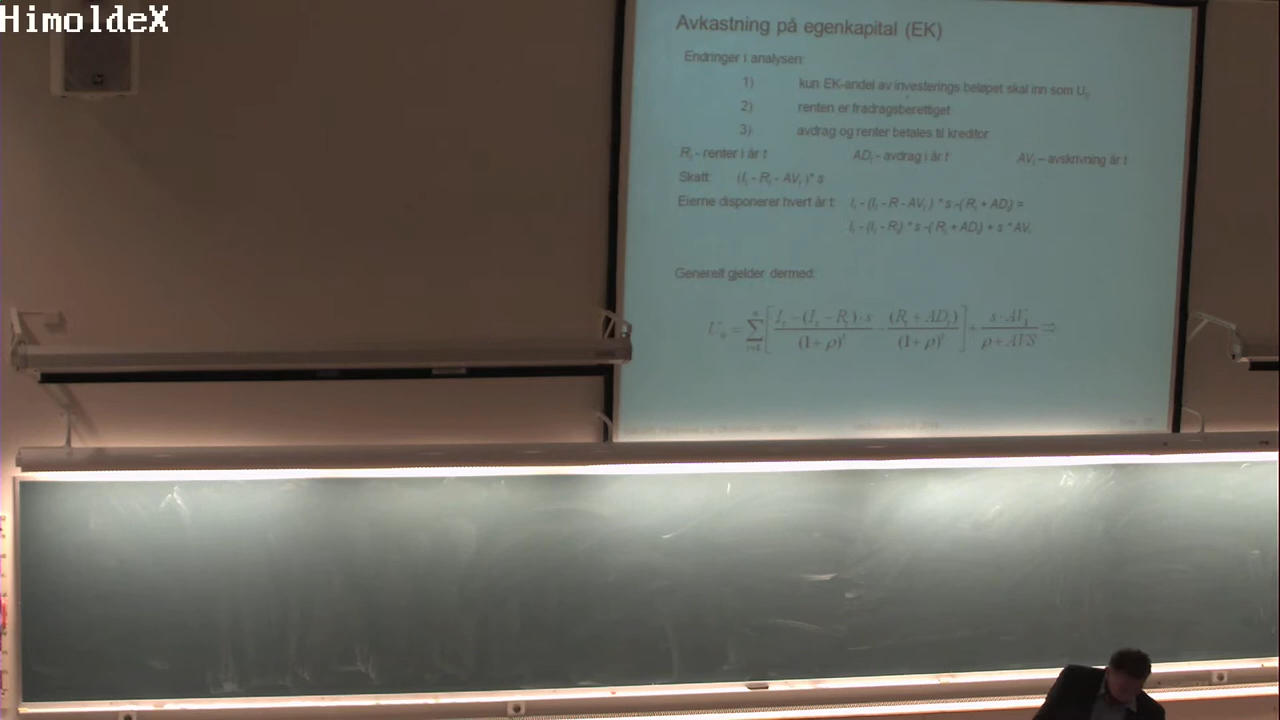 HimoldeX
Avkastning på egenkapital (EK)
Endringer i analysen:
1) kun EK-andel av investerings beløpet skal inn som U₀
2) renten er fradragsberettiget
3) avdrag og renter betales til kreditor
Rₜ - renter i år t ADₜ - avdrag i år t AVₜ – avskrivning år t
Skatt: (Iₜ - Rₜ - AVₜ )* s
Eierne disponerer hvert år t: Iₜ - (Iₜ - R - AVₜ ) * s -( Rₜ + ADₜ) =
Iₜ - (Iₜ - Rₜ) * s -( Rₜ + ADₜ) + s * AVₜ
Generelt gjelder dermed: